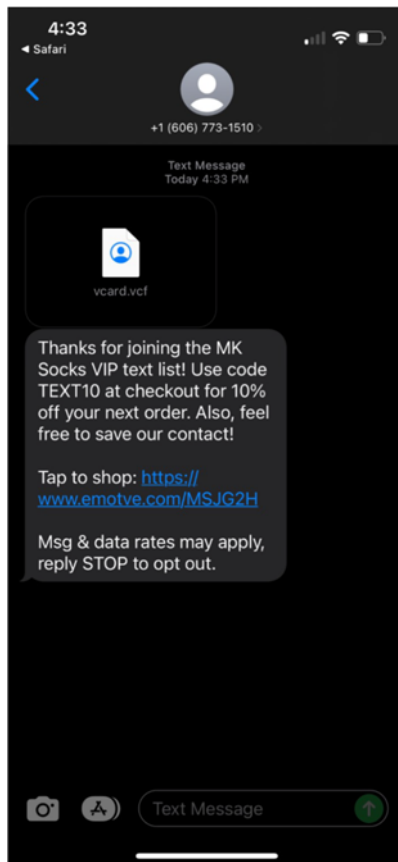 4:33
◀ Safari
+1 (606) 773-1510 >
Text Message
Today 4:33 PM
vcard.vcf
Thanks for joining the MK
Socks VIP text list! Use code
TEXT10 at checkout for 10%
off your next order. Also, feel
free to save our contact!
Tap to shop: https://
www.emotve.com/MSJG2H
Msg & data rates may apply,
reply STOP to opt out.
Text Message